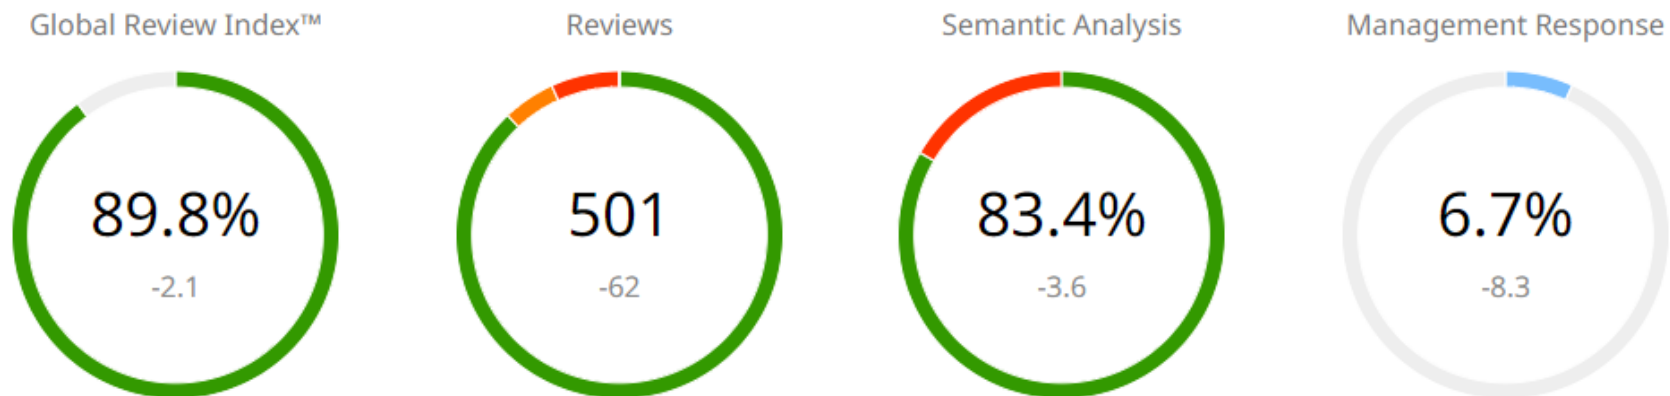 Global Review Index™
Reviews
Semantic Analysis
Management Response
89.8%
501
83.4%
6.7%
-2.1
-62
-3.6
-8.3